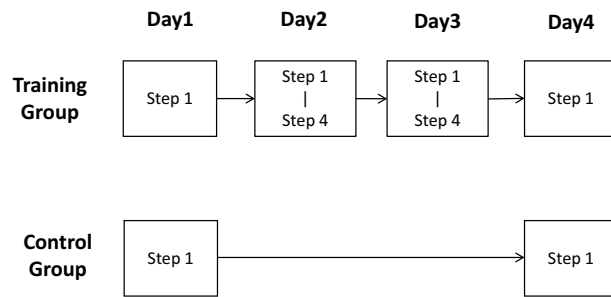 Day1 Day2 Day3 Day4
Training
Group
Step 1
Step 1
|
Step 4
Step 1
|
Step 4
Step 1
Control
Group
Step 1
Step 1